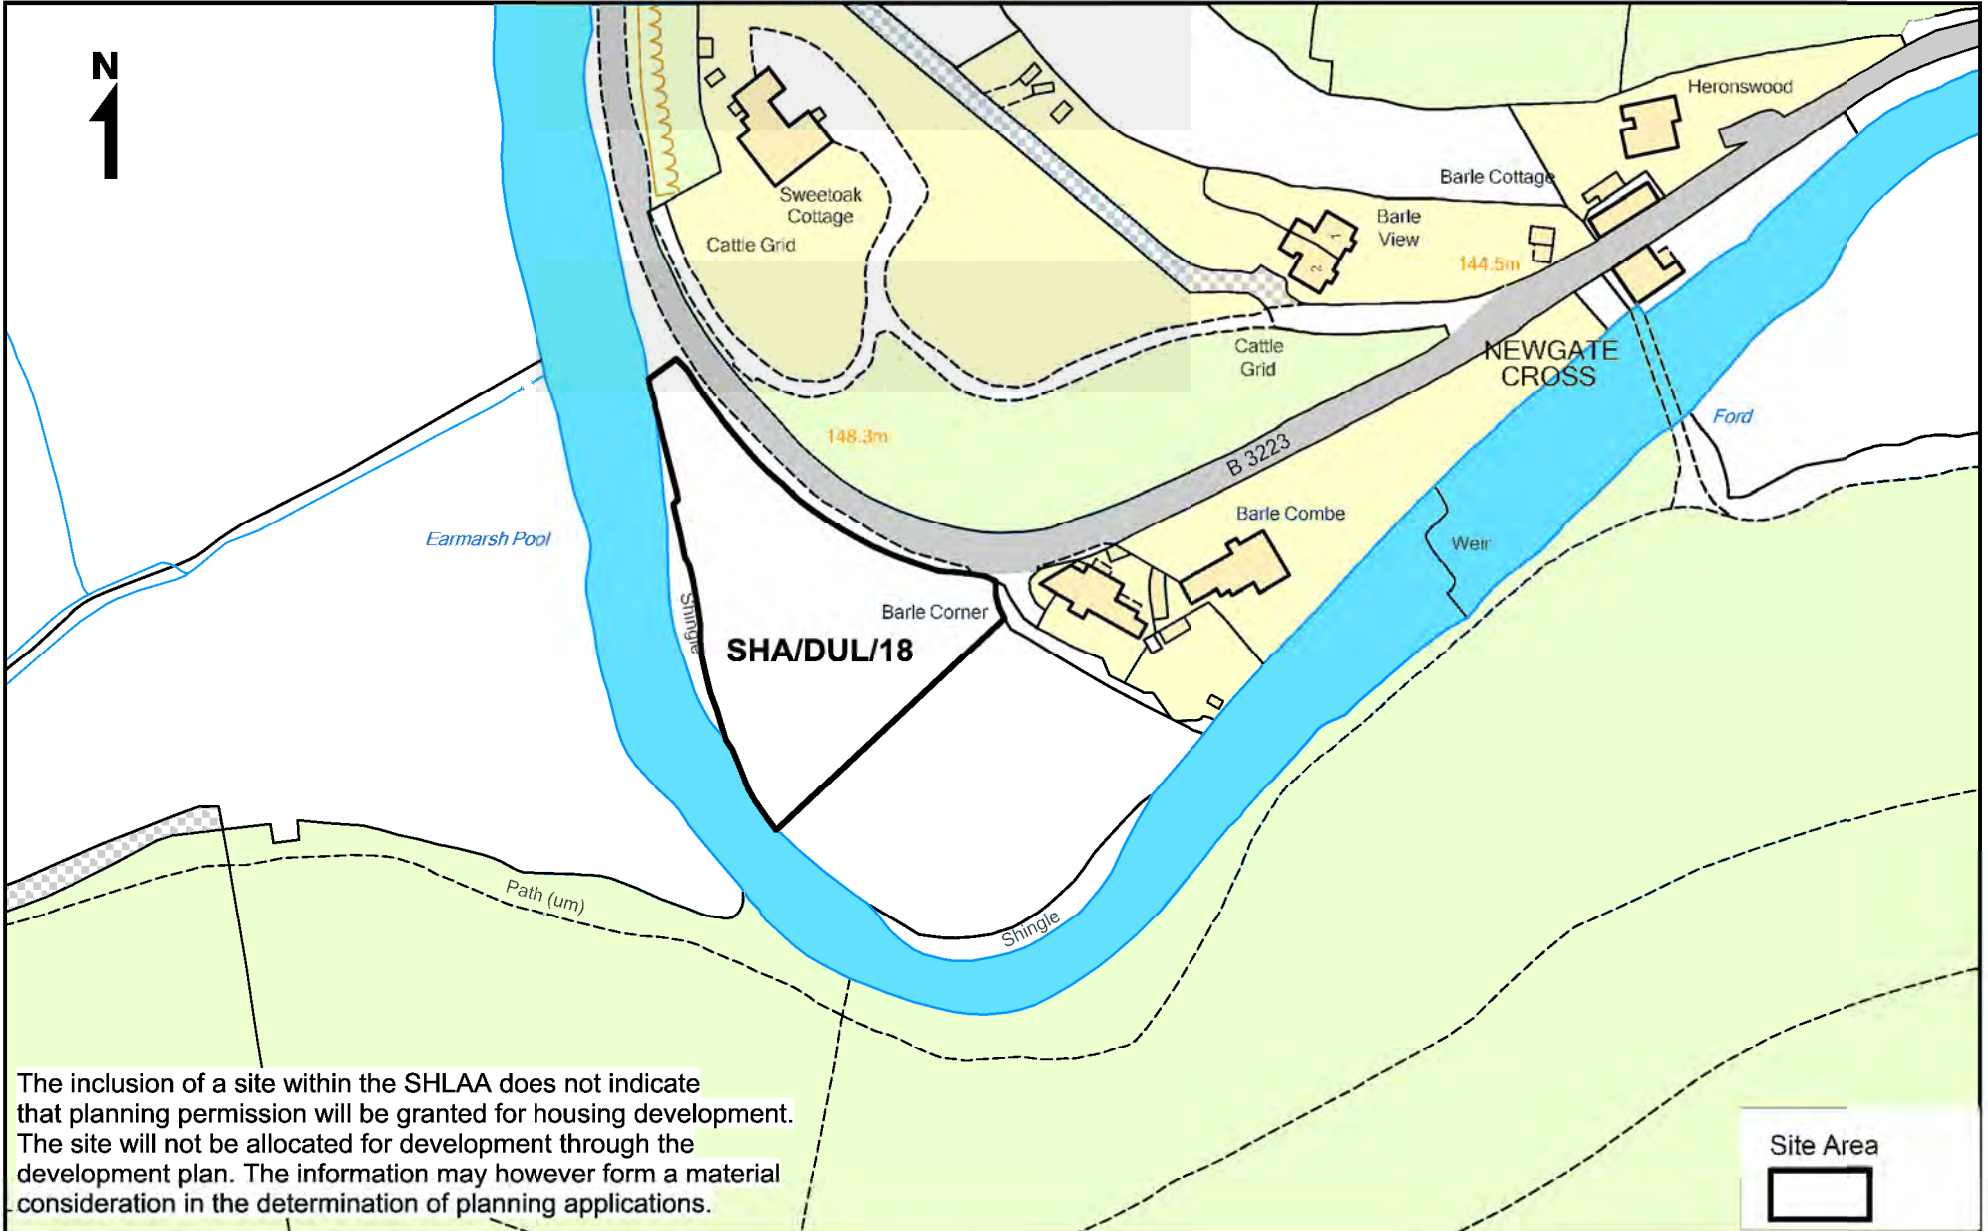 N
Heronswood
Barle Cottage
Sweetoak
Cottage
Barle
View
1
2
Cattle Grid
144.5m
Cattle
Grid
NEWGATE
CROSS
Ford
148.3m
B 3223
Barle Combe
Earmarsh Pool
Weir
Shingle
Barle Corner
SHA/DUL/18
Path (um)
Shingle
The inclusion of a site within the SHLAA does not indicate
that planning permission will be granted for housing development.
The site will not be allocated for development through the
development plan. The information may however form a material
consideration in the determination of planning applications.
Site Area